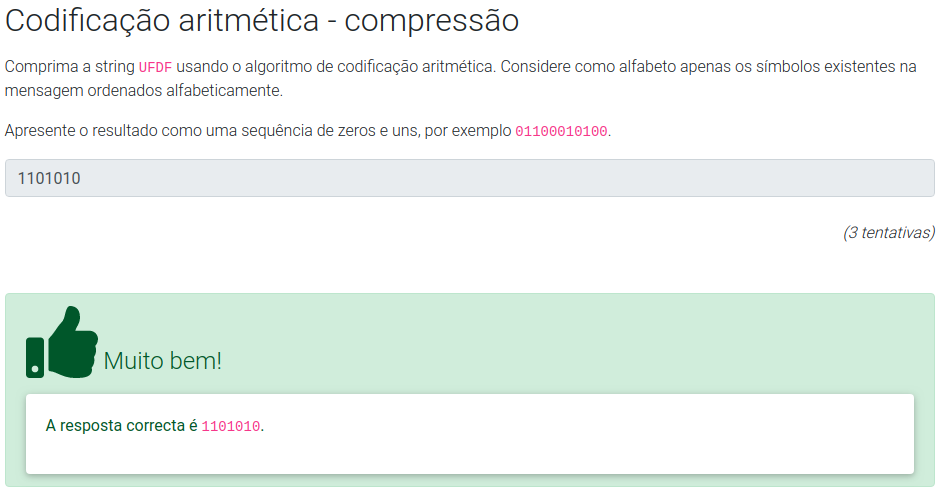 Codificação aritmética - compressão
Comprima a string UFDF usando o algoritmo de codificação aritmética. Considere como alfabeto apenas os símbolos existentes na
mensagem ordenados alfabeticamente.
Apresente o resultado como uma sequência de zeros e uns, por exemplo 01100010100.
1101010
(3 tentativas)
Muito bem!
A resposta correcta é 1101010.